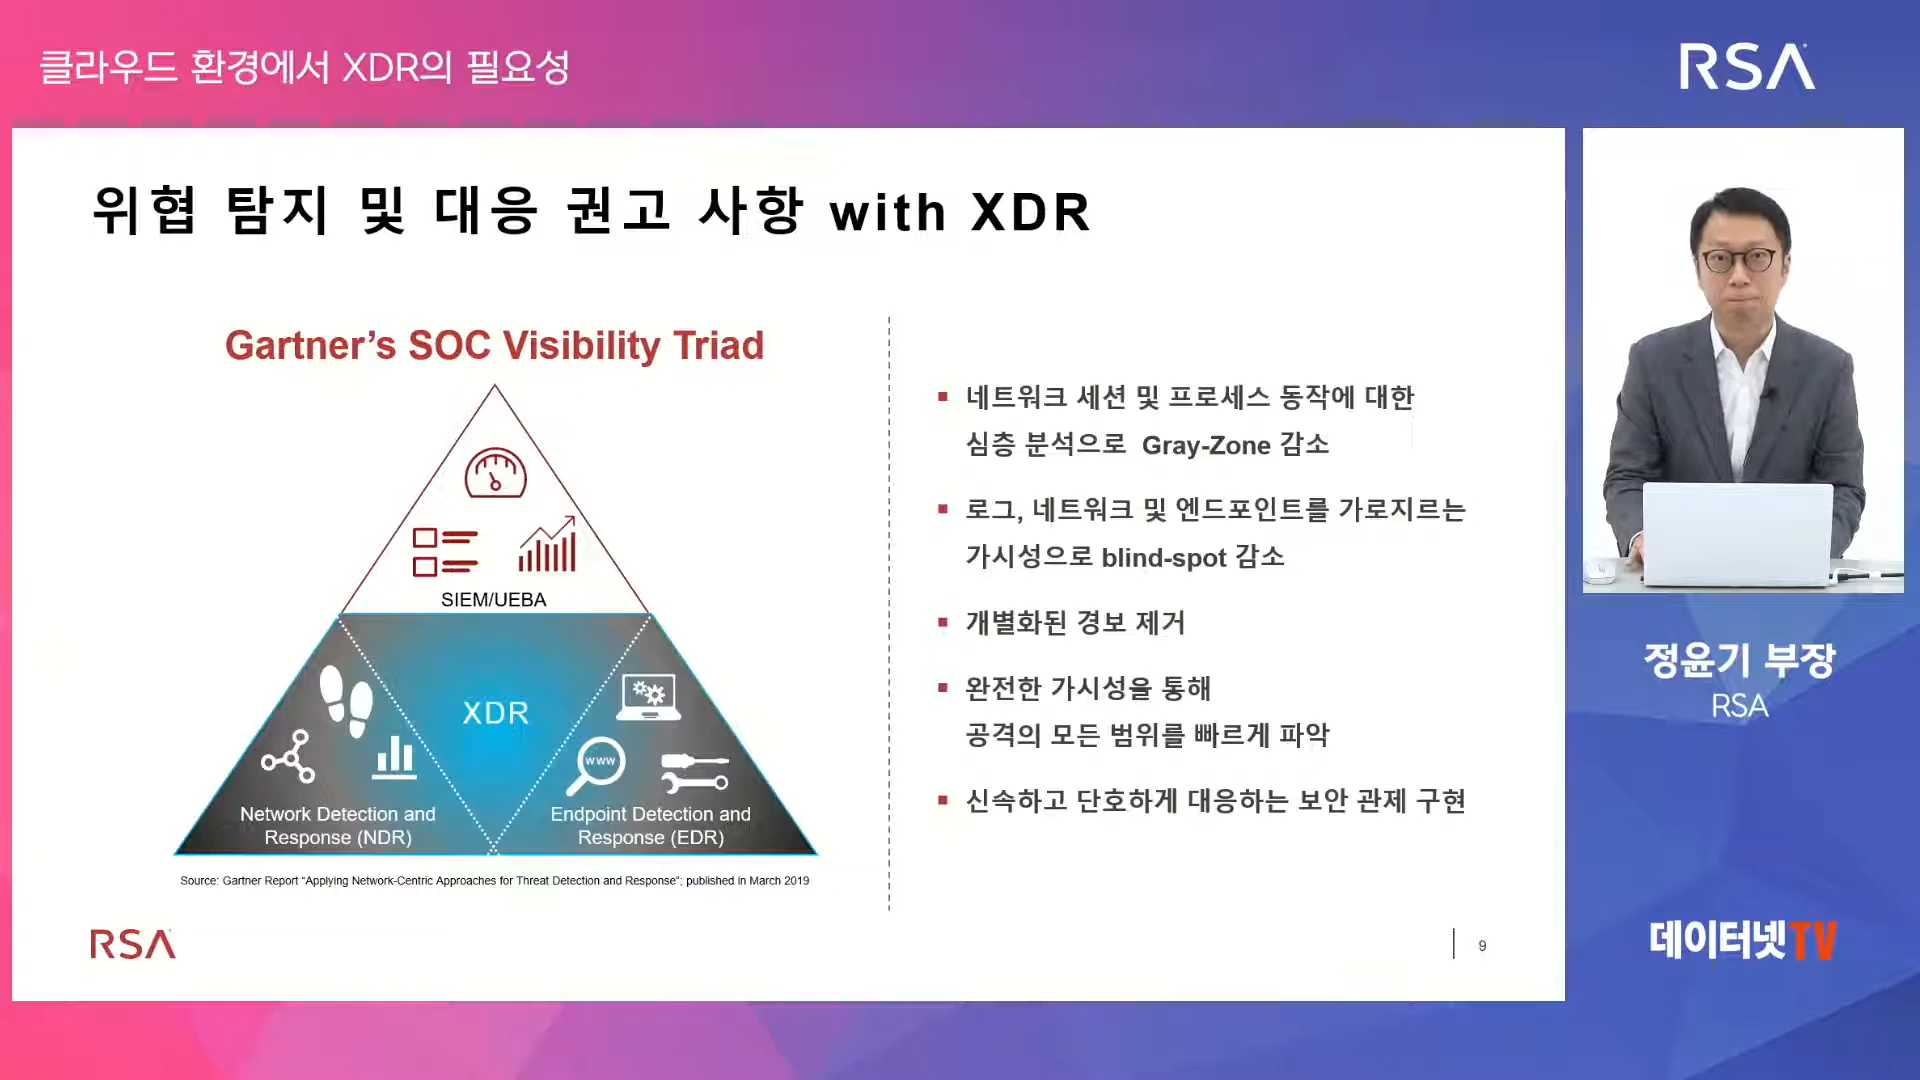 클라우드 환경에서 XDR의 필요성
RSA
위협 탐지 및 대응 권고 사항 with XDR
Gartner’s SOC Visibility Triad
SIEM/UEBA
XDR
www
Network Detection and
Response (NDR)
Endpoint Detection and
Response (EDR)
Source: Gartner Report “Applying Network-Centric Approaches for Threat Detection and Response”; published in March 2019
네트워크 세션 및 프로세스 동작에 대한
심층 분석으로 Gray-Zone 감소
로그, 네트워크 및 엔드포인트를 가로지르는
가시성으로 blind-spot 감소
개별화된 경보 제거
완전한 가시성을 통해
공격의 모든 범위를 빠르게 파악
신속하고 단호하게 대응하는 보안 관제 구현
RSA
9
정윤기 부장
RSA
데이터넷TV